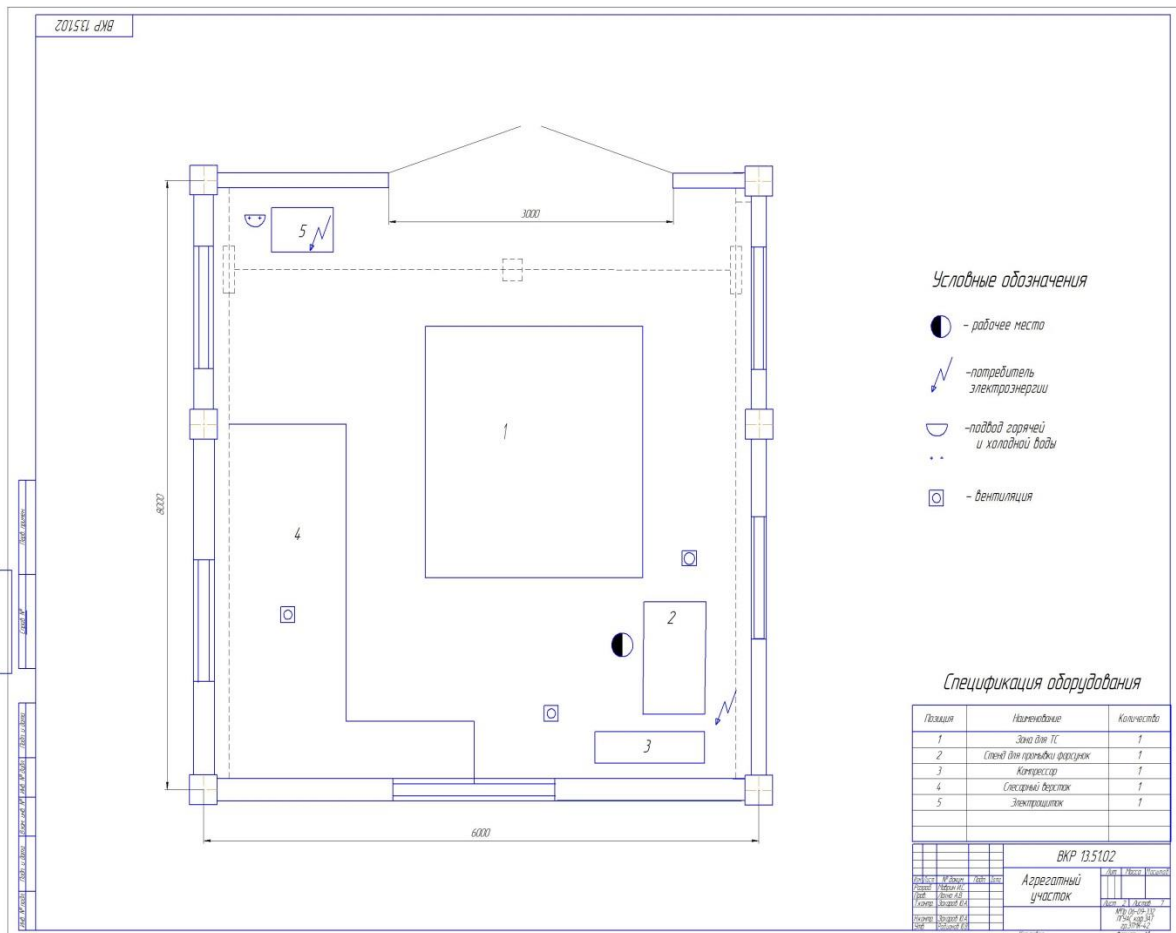 ВКР 13.51.02
3000
5
8000
1
4
2
3
6000
Условные обозначения
- рабочее место
-потребитель
электроэнергии
-подвод горячей
и холодной воды
- вентиляция
Спецификация оборудования
Позиция Наименование Количество
1 Зона для ТС 1
2 Стенд для промывки форсунок 1
3 Компрессор 1
4 Слесарный верстак 1
5 Электрощиток 1
ВКР 13.51.02
Агрегатный
участок